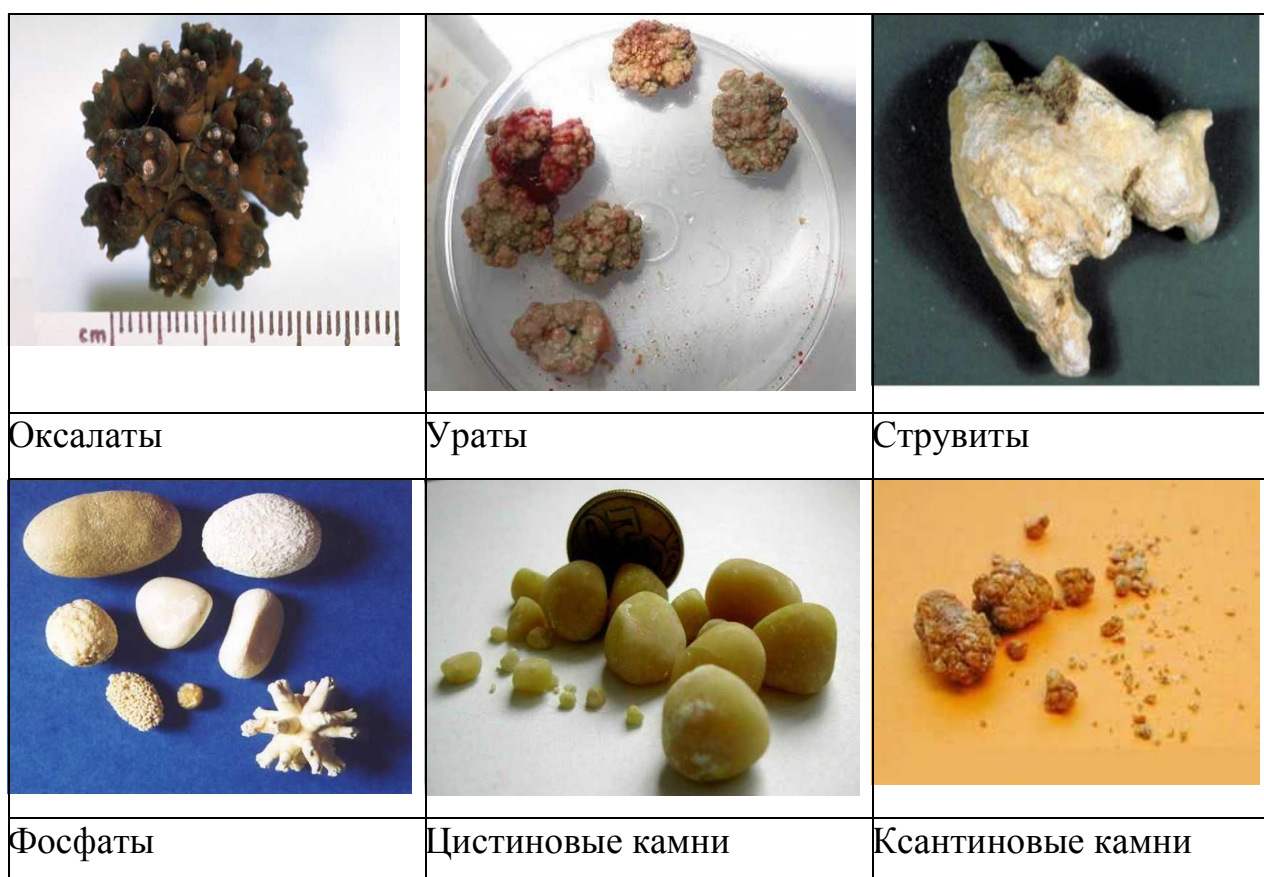 cm
Оксалаты
Ураты
Струвиты
Фосфаты
Цистиновые камни
Ксантиновые камни